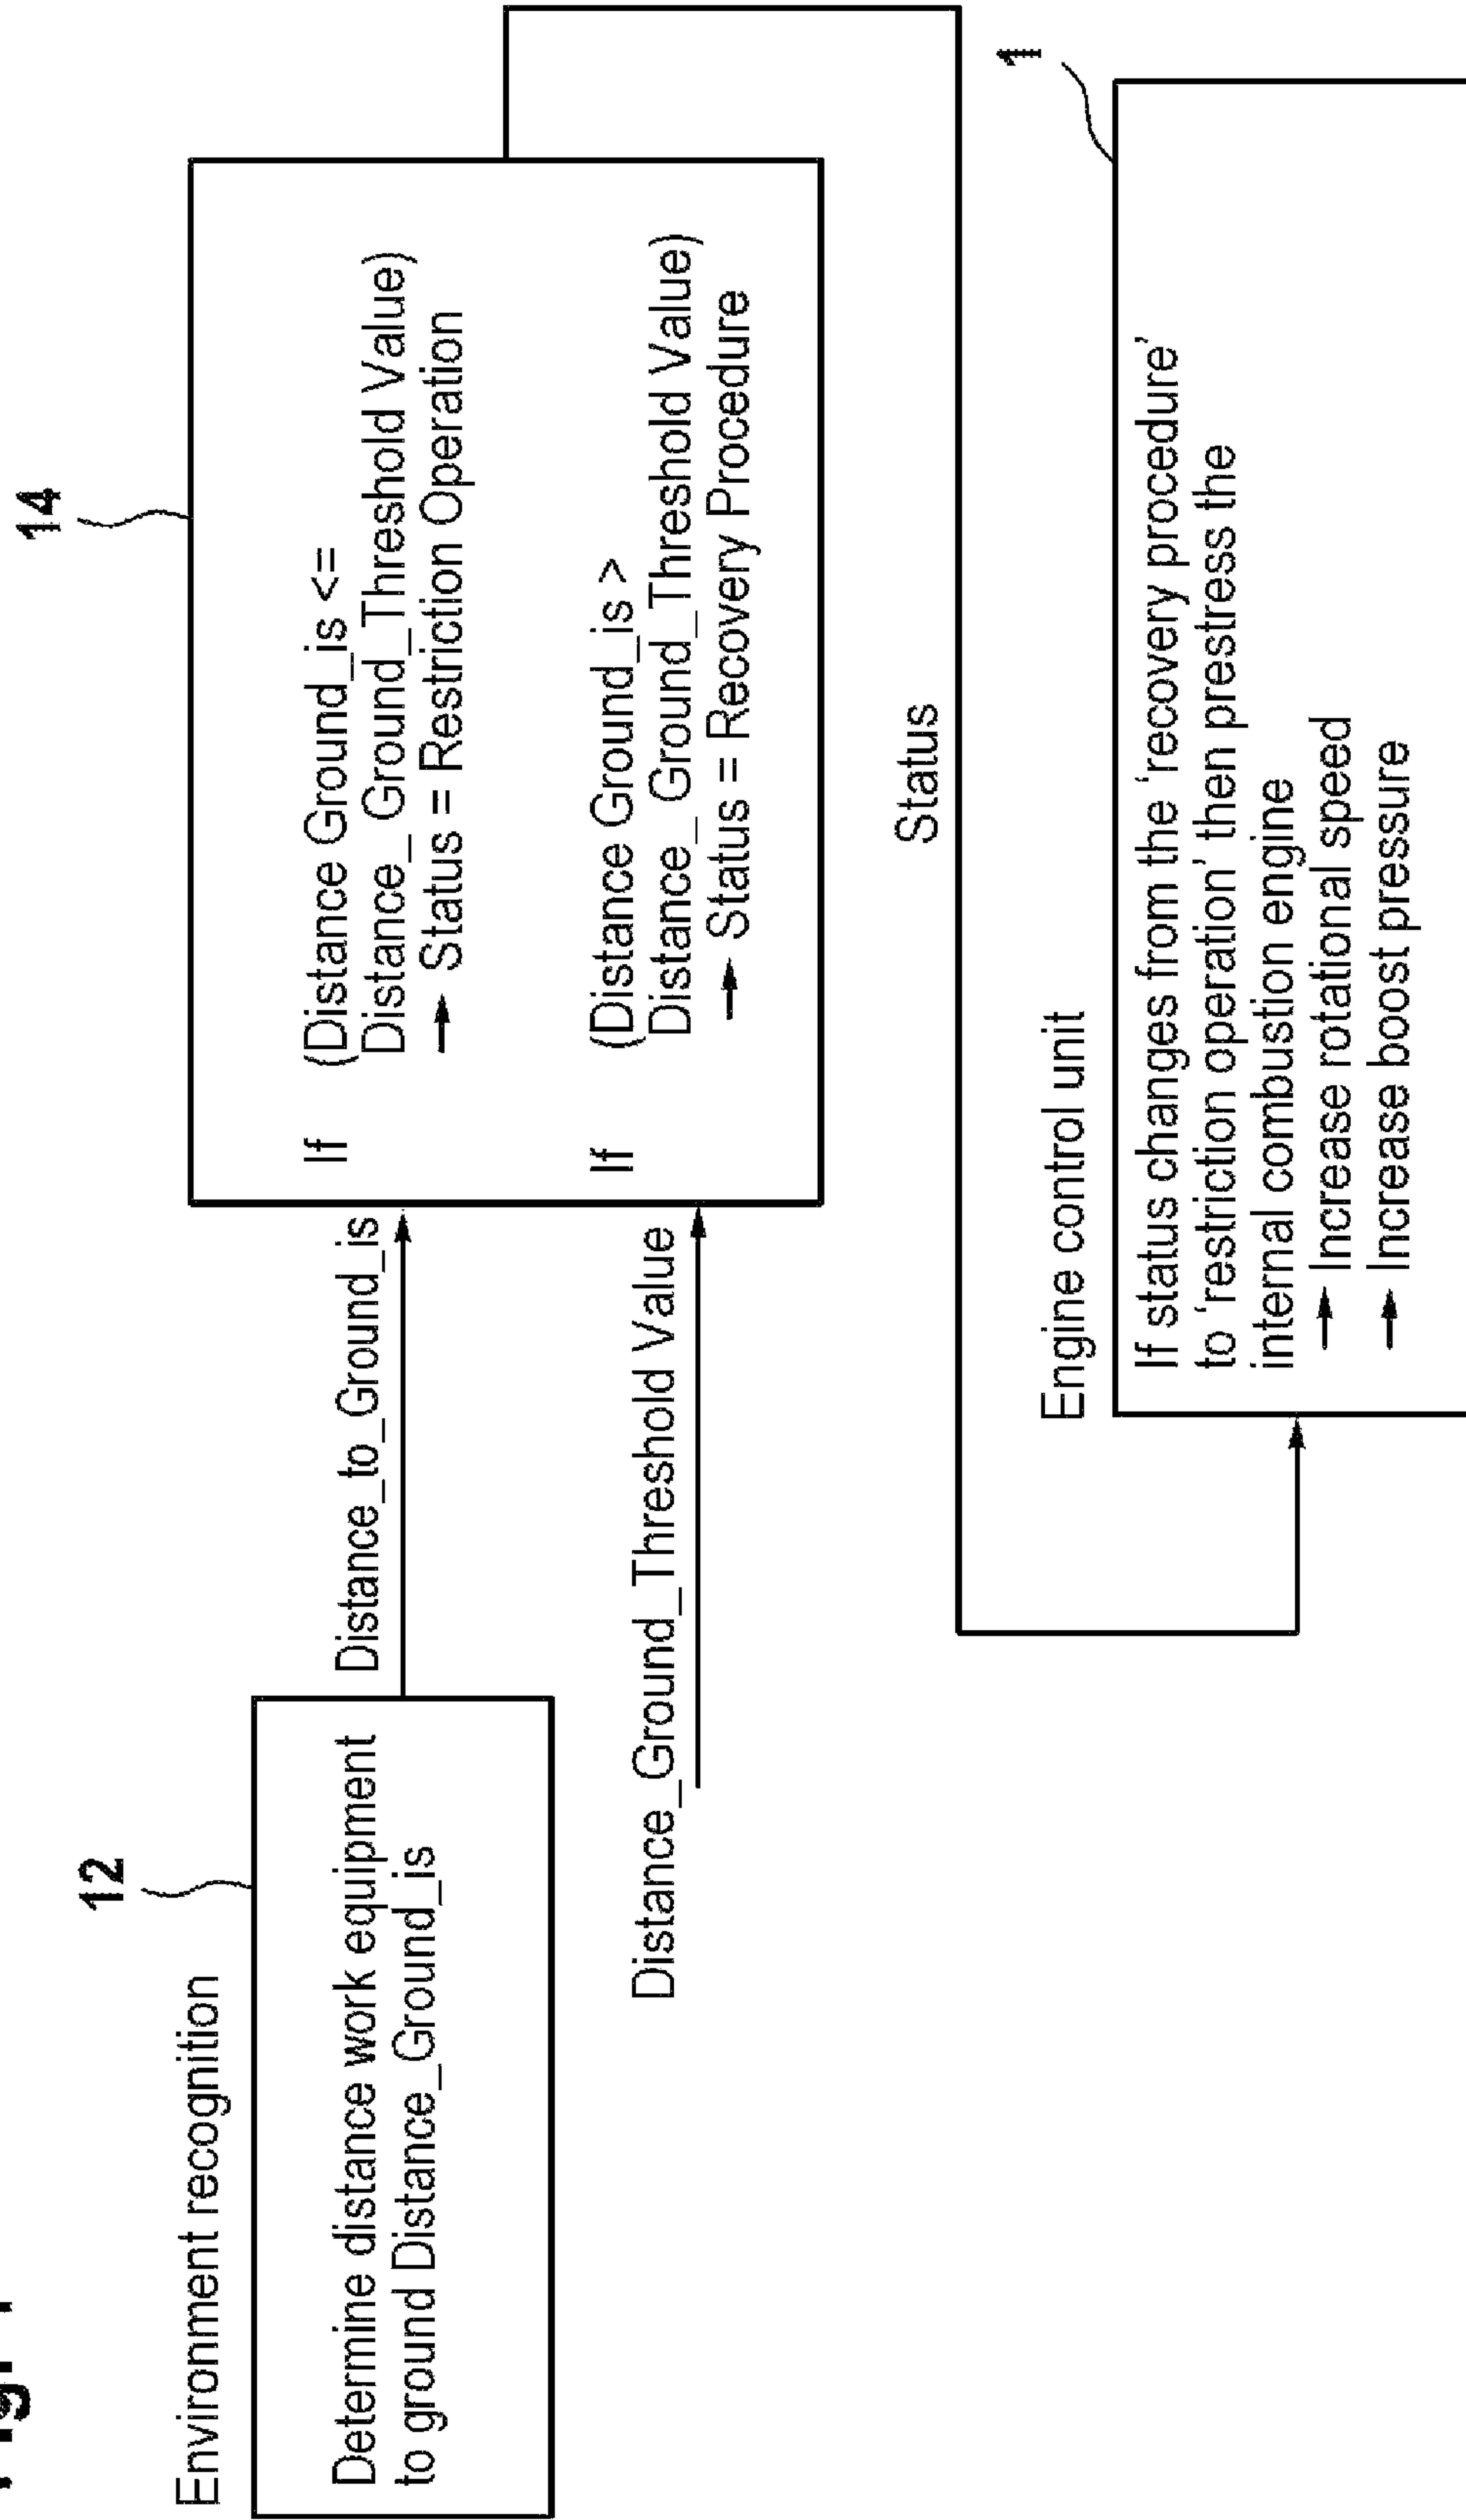 14
12
Environment recognition
Determine distance work equipment
to ground Distance_Ground_is
Distance_to_Ground_is
Distance_Ground_Threshold Value
If (Distance Ground_is <=
Distance_ Ground_Threshold Value)
→ Status = Restriction Operation
If (Distance Ground_is >
Distance_ Ground_Threshold Value)
→ Status = Recovery Procedure
Status
Engine control unit
1
If status changes from the ‘recovery procedure’
to ‘restriction operation’ then prestress the
internal combustion engine
→ Increase rotational speed
→ Increase boost pressure